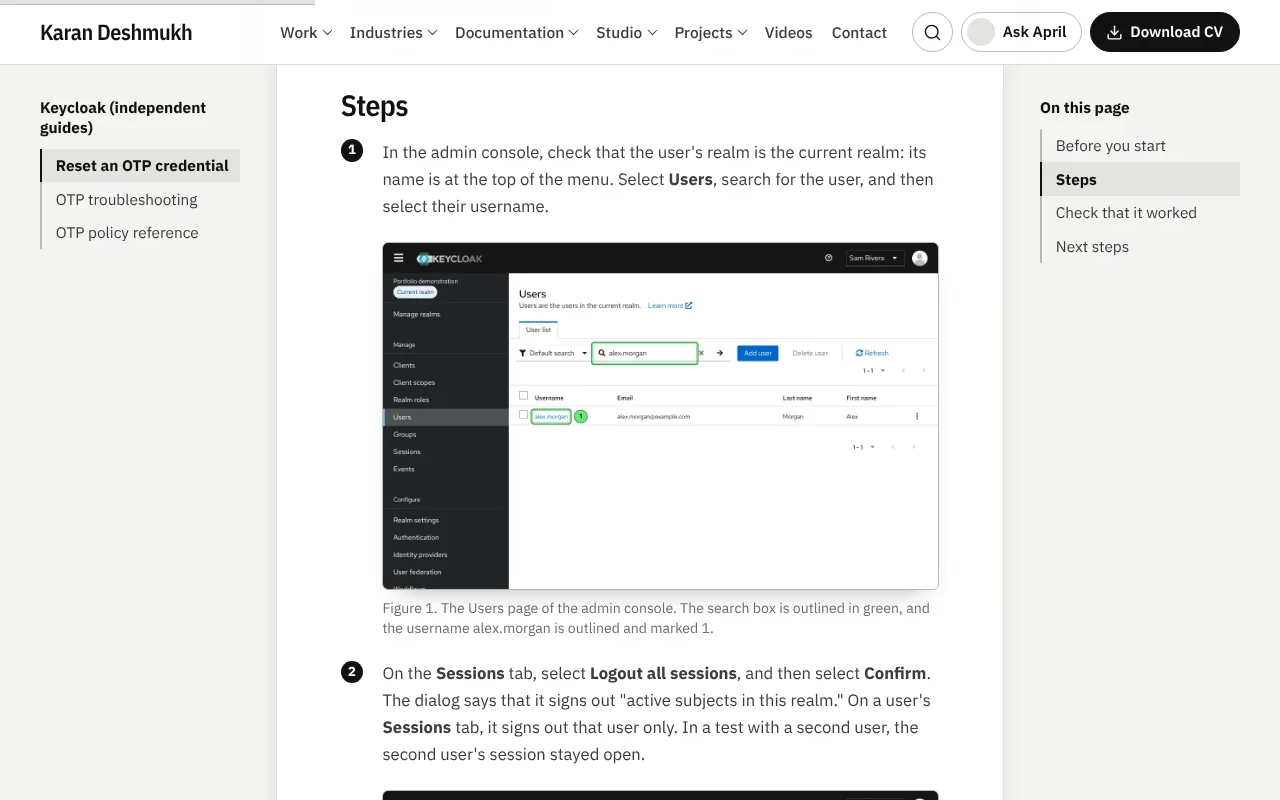 Karan Deshmukh
Work
Industries
Documentation
Studio
Projects
Videos
Contact
Ask April
Download CV
Keycloak (independent
guides)
Reset an OTP credential
OTP troubleshooting
OTP policy reference
Steps
1 In the admin console, check that the user's realm is the current realm: its
name is at the top of the menu. Select Users, search for the user, and then
select their username.
KEYCLOAK
Sam Rivera
Portfolio demonstration
Current realm
Manage realms
Manage
Clients
Client scopes
Realm roles
Users
Groups
Sessions
Events
Configure
Realm settings
Authentication
Identity providers
User federation
Users
Users are the users in the current realm. Learn more
User list
Default search
alex.morgan
Add user
Delete user
Refresh
1-1
Username Email Last name First name
alex.morgan 1 alex.morgan@example.com Morgan Alex
1-1
Figure 1. The Users page of the admin console. The search box is outlined in green, and
the username alex.morgan is outlined and marked 1.
2 On the Sessions tab, select Logout all sessions, and then select Confirm.
The dialog says that it signs out "active subjects in this realm." On a user's
Sessions tab, it signs out that user only. In a test with a second user, the
second user's session stayed open.
On this page
Before you start
Steps
Check that it worked
Next steps